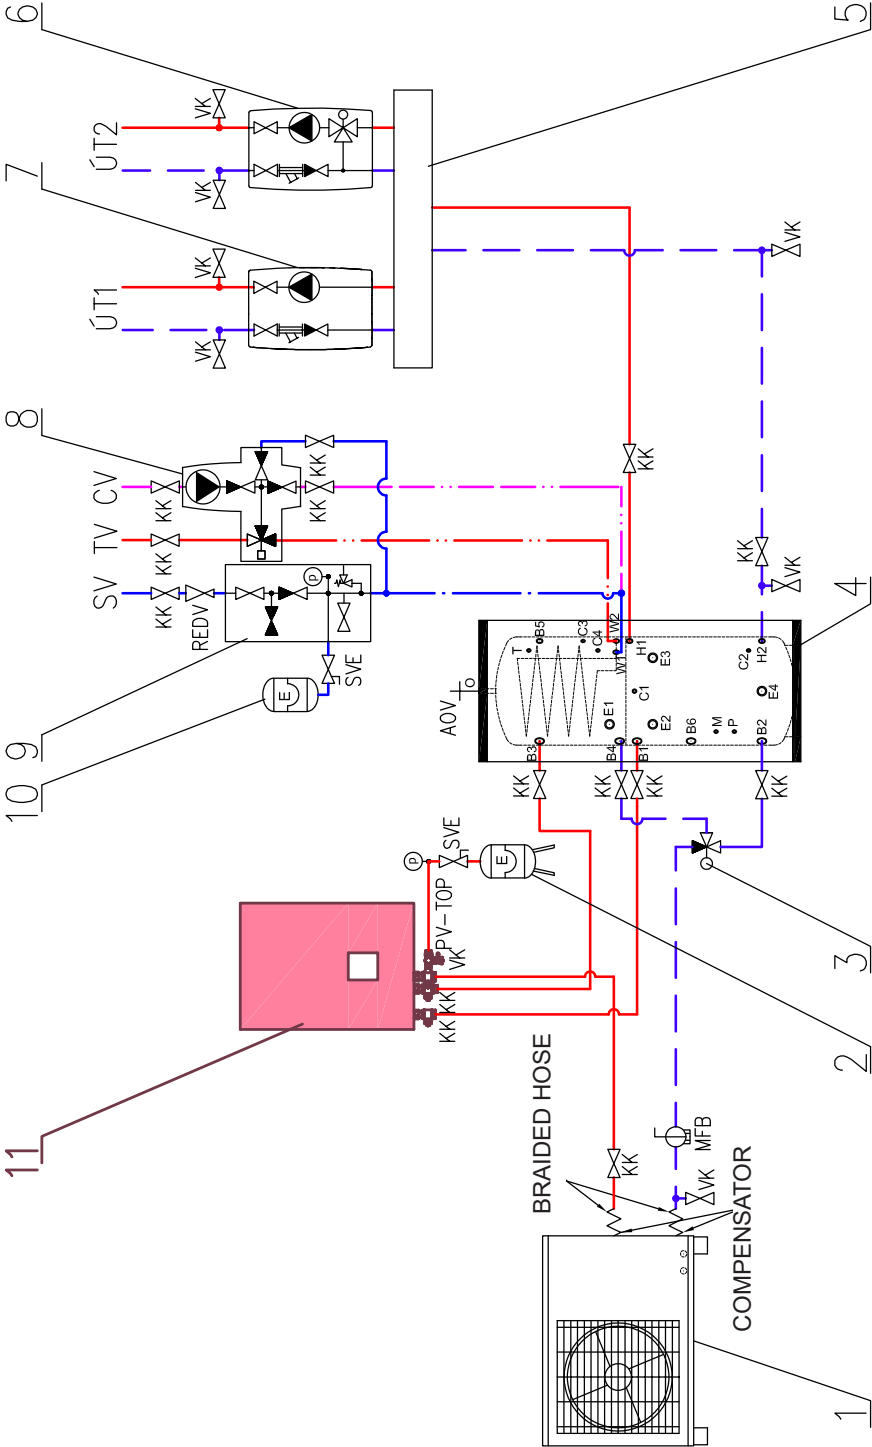 6
5
7
ÚT2
VK
VK
ÚT1
VK
VK
VK
8
CV
TV
SV
KK
KK
KK
KK
KK
REDV
P
SVE
E
9
10
KK
KK
VK
4
AOV
T
B5
C3
C4
W2
W1
H1
E3
C2
H2
C1
E1
E2
B6
M
P
E4
B3
B4
B1
B2
KK
KK
KK
KK
P
SVE
E
PV-TOP
VK
KK
KK
11
3
2
BRAIDED HOSE
KK
MFB
VK
COMPENSATOR
1